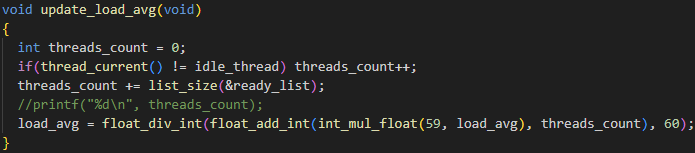 void update_load_avg(void)
{
  int threads_count = 0;
  if(thread_current() != idle_thread) threads_count++;
  threads_count += list_size(&ready_list);
  //printf("%d\n", threads_count);
  load_avg = float_div_int(float_add_int(int_mul_float(59, load_avg), threads_count), 60);
}